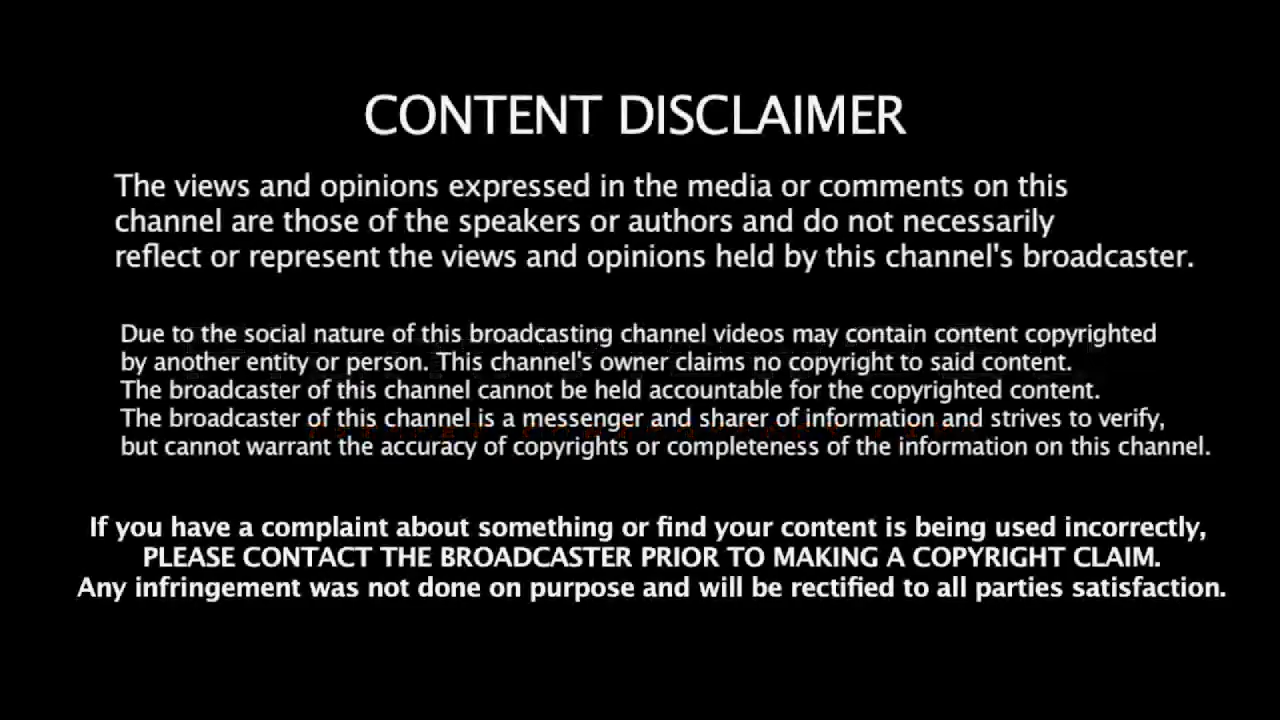 CONTENT DISCLAIMER
The views and opinions expressed in the media or comments on this
channel are those of the speakers or authors and do not necessarily
reflect or represent the views and opinions held by this channel's broadcaster.
Due to the social nature of this broadcasting channel videos may contain content copyrighted
by another entity or person. This channel's owner claims no copyright to said content.
The broadcaster of this channel cannot be held accountable for the copyrighted content.
The broadcaster of this channel is a messenger and sharer of information and strives to verify,
but cannot warrant the accuracy of copyrights or completeness of the information on this channel.
If you have a complaint about something or find your content is being used incorrectly,
PLEASE CONTACT THE BROADCASTER PRIOR TO MAKING A COPYRIGHT CLAIM.
Any infringement was not done on purpose and will be rectified to all parties satisfaction.